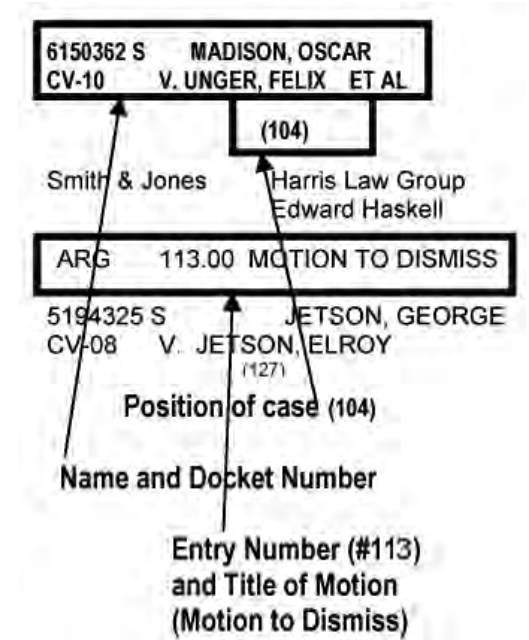 6150362 S MADISON, OSCAR
CV-10 V. UNGER, FELIX ET AL
(104)
Smith & Jones Harris Law Group
Edward Haskell
ARG 113.00 MOTION TO DISMISS
5194325 S JETSON, GEORGE
CV-08 V. JETSON, ELROY
(127)
Position of case (104)
Name and Docket Number
Entry Number (#113)
and Title of Motion
(Motion to Dismiss)